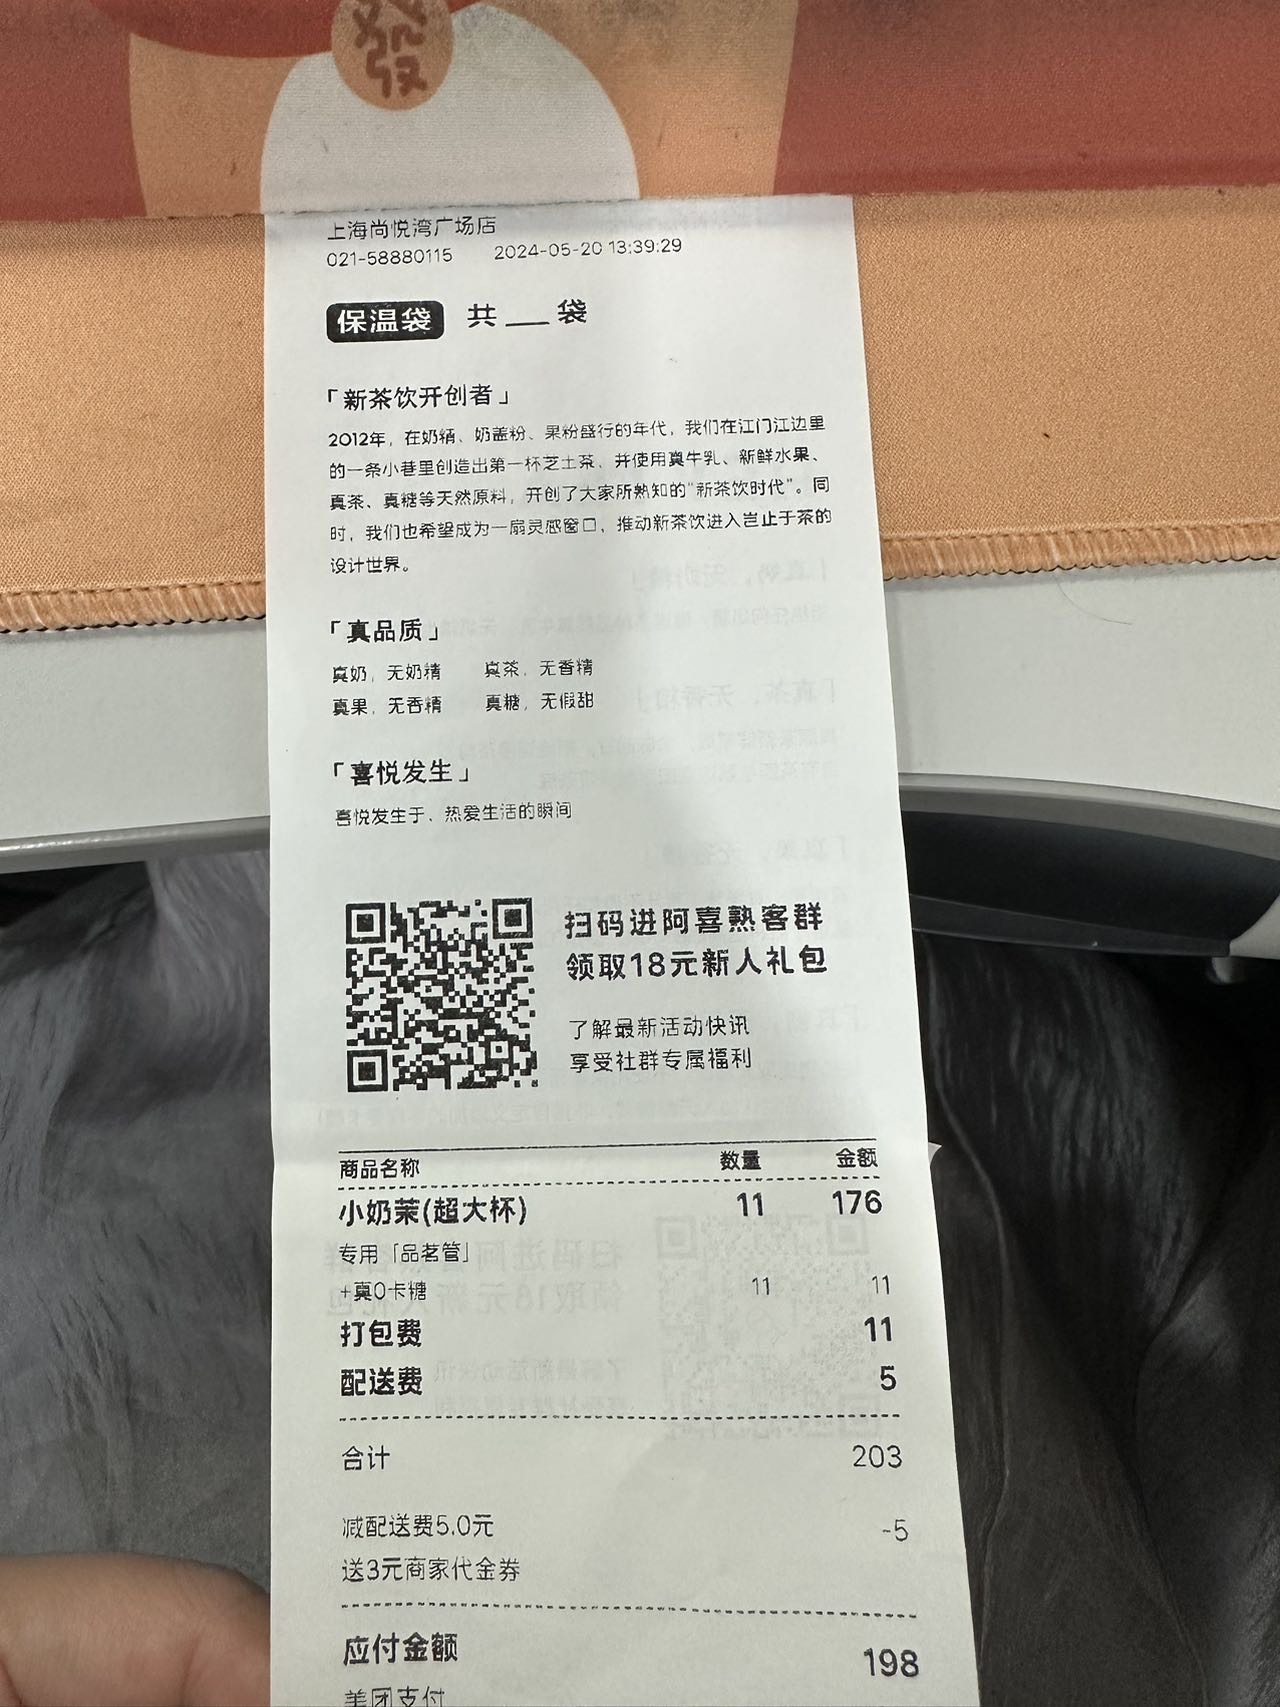 發
上海尚悦湾广场店
021-58880115 2024-05-20 13:39:29
保温袋 共 __ 袋
「新茶饮开创者」
2012年，在奶精、奶盖粉、果粉盛行的年代，我们在江门江边里
的一条小巷里创造出第一杯芝士茶，并使用真牛乳、新鲜水果、
真茶、真糖等天然原料，开创了大家所熟知的“新茶饮时代”。同
时，我们也希望成为一扇灵感窗口，推动新茶饮进入岂止于茶的
设计世界。
「真品质」
真奶，无奶精 真茶，无香精
真果，无香精 真糖，无假甜
「喜悦发生」
喜悦发生于、热爱生活的瞬间
扫码进阿喜熟客群
领取18元新人礼包
了解最新活动快讯
享受社群专属福利
商品名称 数量 金额
小奶茉(超大杯) 11 176
专用「品茗管」
+真0卡糖 11 11
打包费 11
配送费 5
合计 203
减配送费5.0元 -5
送3元商家代金券
应付金额 198
美团支付